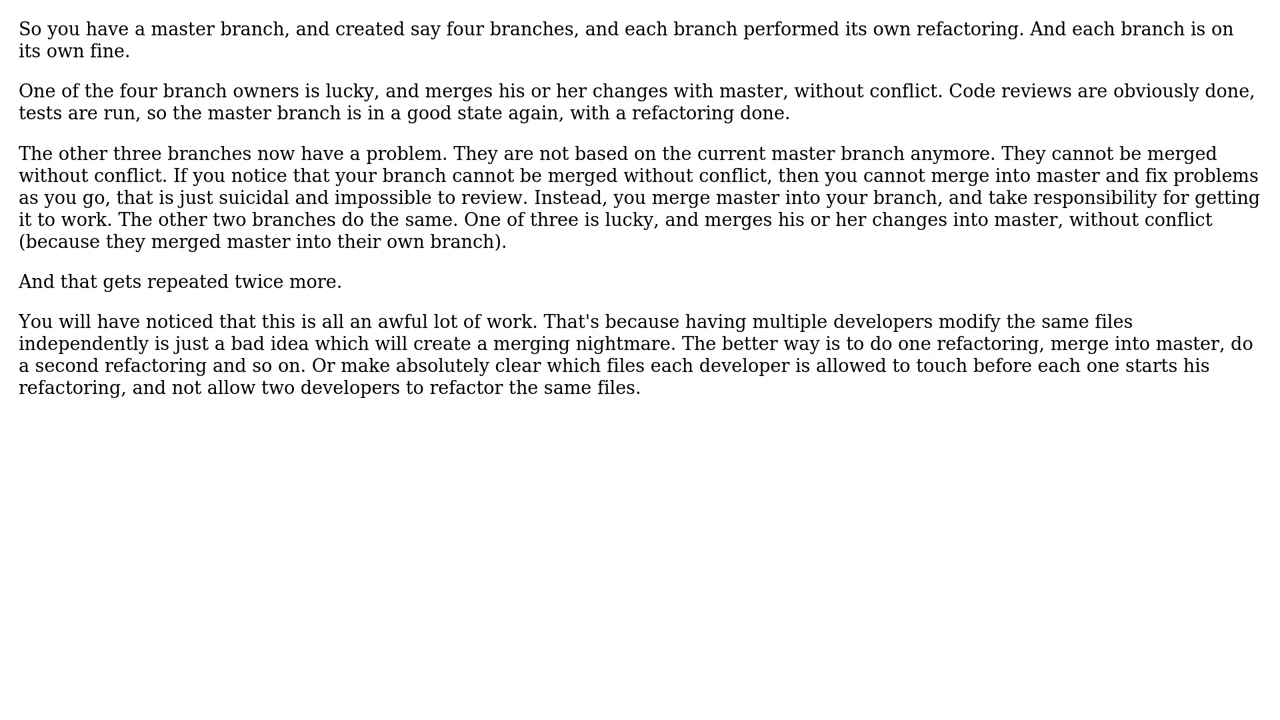 So you have a master branch, and created say four branches, and each branch performed its own refactoring. And each branch is on
its own fine.
One of the four branch owners is lucky, and merges his or her changes with master, without conflict. Code reviews are obviously done,
tests are run, so the master branch is in a good state again, with a refactoring done.
The other three branches now have a problem. They are not based on the current master branch anymore. They cannot be merged
without conflict. If you notice that your branch cannot be merged without conflict, then you cannot merge into master and fix problems
as you go, that is just suicidal and impossible to review. Instead, you merge master into your branch, and take responsibility for getting
it to work. The other two branches do the same. One of three is lucky, and merges his or her changes into master, without conflict
(because they merged master into their own branch).
And that gets repeated twice more.
You will have noticed that this is all an awful lot of work. That's because having multiple developers modify the same files
independently is just a bad idea which will create a merging nightmare. The better way is to do one refactoring, merge into master, do
a second refactoring and so on. Or make absolutely clear which files each developer is allowed to touch before each one starts his
refactoring, and not allow two developers to refactor the same files.